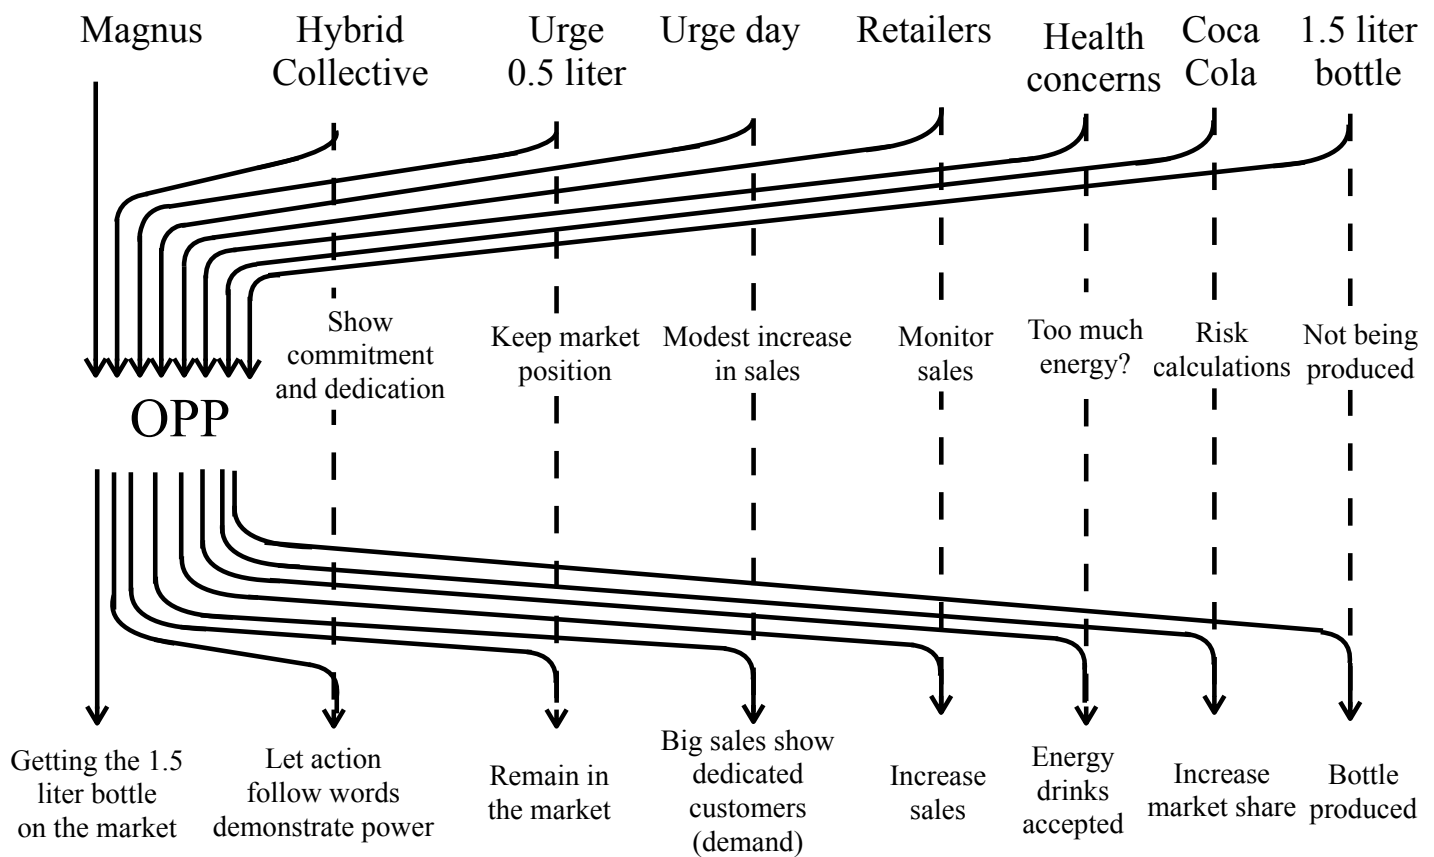 Magnus
Hybrid
Collective
Urge
0.5 liter
Urge day
Retailers
Health
concerns
Coca
Cola
1.5 liter
bottle
Show
commitment
and dedication
Keep market
position
Modest increase
in sales
Monitor
sales
Too much
energy?
Risk
calculations
Not being
produced
OPP
Getting the 1.5
liter bottle
on the market
Let action
follow words
demonstrate power
Remain in
the market
Big sales show
dedicated
customers
(demand)
Increase
sales
Energy
drinks
accepted
Increase
market share
Bottle
produced